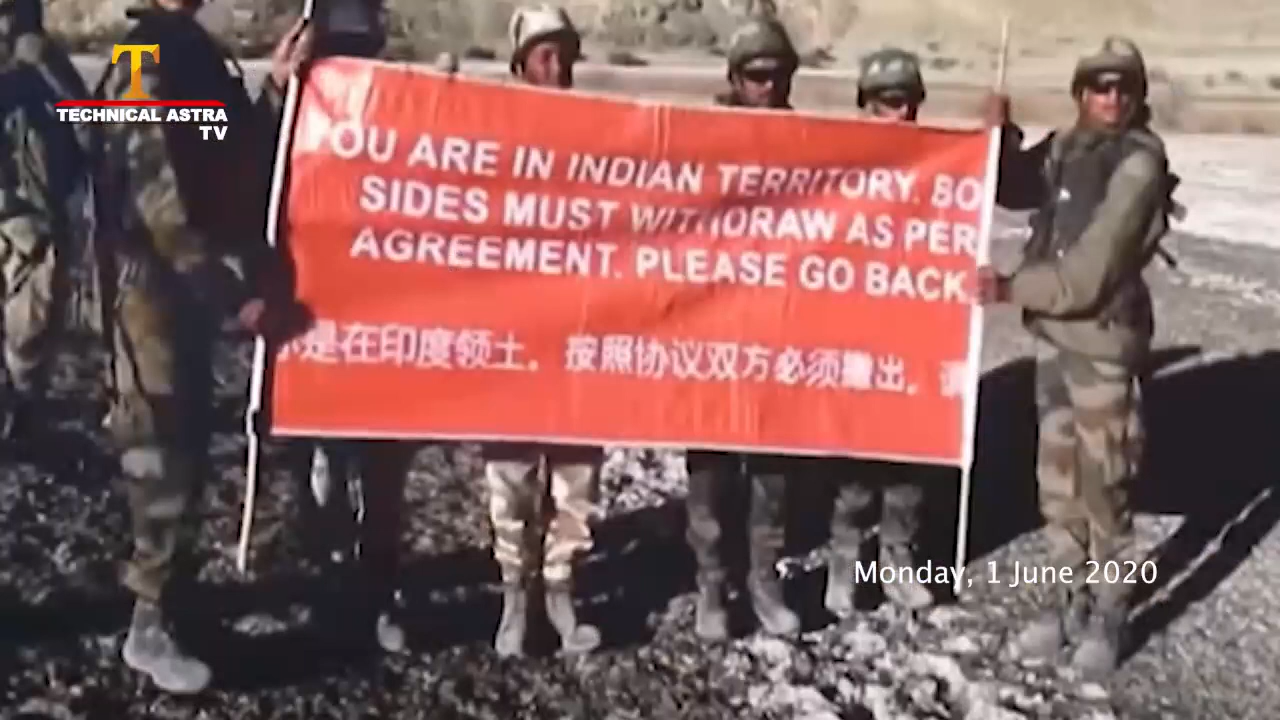 T
TECHNICAL ASTRA
TV
YOU ARE IN INDIAN TERRITORY. BO
SIDES MUST WITHDRAW AS PER
AGREEMENT. PLEASE GO BACK.
是在印度领土。按照协议双方必须撤出。
Monday, 1 June 2020